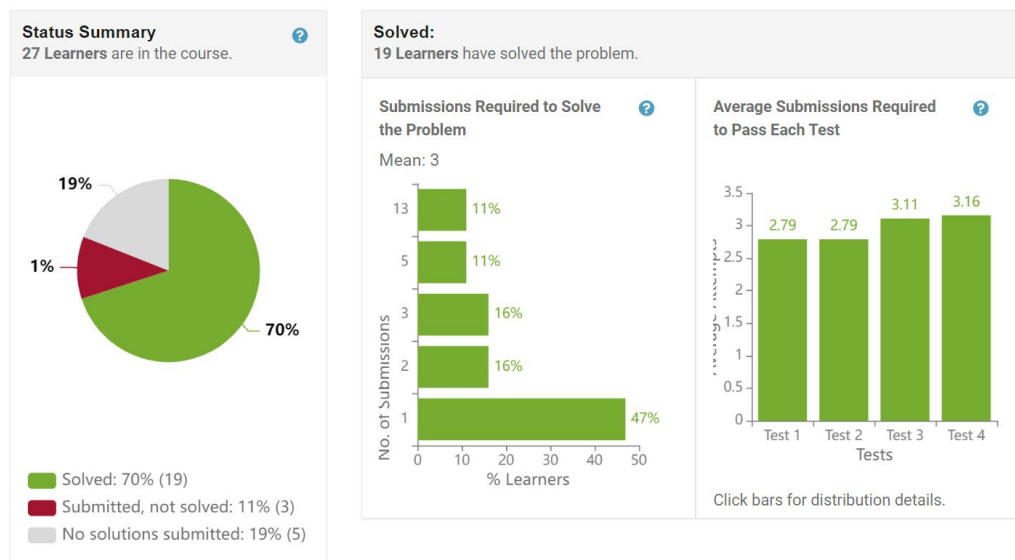 Status Summary
27 Learners are in the course.
19%
1%
70%
Solved: 70% (19)
Submitted, not solved: 11% (3)
No solutions submitted: 19% (5)
Solved:
19 Learners have solved the problem.
Submissions Required to Solve
the Problem
Mean: 3
No. of Submissions
13
11%
5
11%
3
16%
2
16%
1
47%
0 10 20 30 40 50
% Learners
Average Submissions Required
to Pass Each Test
Average Attempts
3.5
3
2.5
2
1.5
1
0.5
0
2.79 2.79 3.11 3.16
Test 1 Test 2 Test 3 Test 4
Tests
Click bars for distribution details.